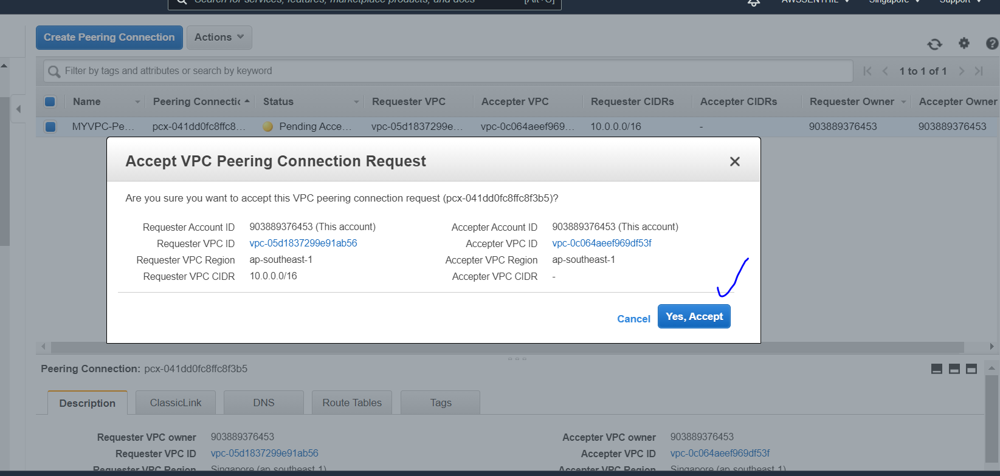 Search for services, features, marketplace products, and docs [Alt+S] AWSSENTHIL Singapore Support
Create Peering Connection Actions
Filter by tags and attributes or search by keyword 1 to 1 of 1
Name Peering Connectic Status Requester VPC Accepter VPC Requester CIDRs Accepter CIDRs Requester Owner Accepter Owner
MYVPC-Pe... pcx-041dd0fc8ffc8... Pending Acce... vpc-05d1837299e... vpc-0c064aeef969... 10.0.0.0/16 - 903889376453 903889376453
Accept VPC Peering Connection Request
Are you sure you want to accept this VPC peering connection request (pcx-041dd0fc8ffc8f3b5)?
Requester Account ID 903889376453 (This account) Accepter Account ID 903889376453 (This account)
Requester VPC ID vpc-05d1837299e91ab56 Accepter VPC ID vpc-0c064aeef969df53f
Requester VPC Region ap-southeast-1 Accepter VPC Region ap-southeast-1
Requester VPC CIDR 10.0.0.0/16 Accepter VPC CIDR -
Cancel Yes, Accept
Peering Connection: pcx-041dd0fc8ffc8f3b5
Description ClassicLink DNS Route Tables Tags
Requester VPC owner 903889376453 Accepter VPC owner 903889376453
Requester VPC ID vpc-05d1837299e91ab56 Accepter VPC ID vpc-0c064aeef969df53f
Requester VPC Region Singapore (ap-southeast-1) Accepter VPC Region Singapore (ap-southeast-1)